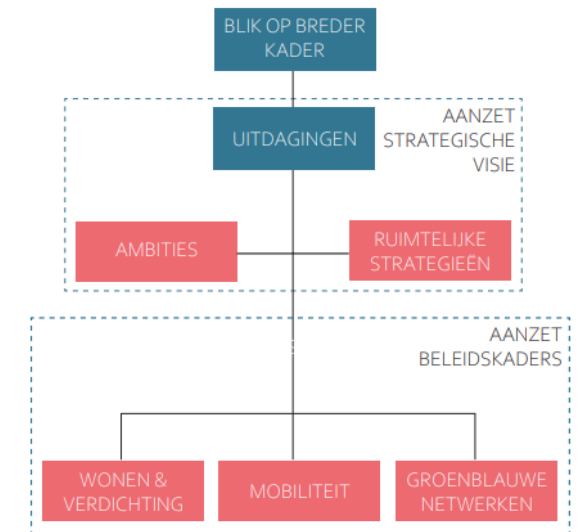 BLIK OP BREDER
KADER
AANZET
STRATEGISCHE
VISIE
UITDAGINGEN
AMBITIES
RUIMTELIJKE
STRATEGIEËN
AANZET
BELEIDSKADERS
WONEN &
VERDICHTING
MOBILITEIT
GROENBLAUWE
NETWERKEN